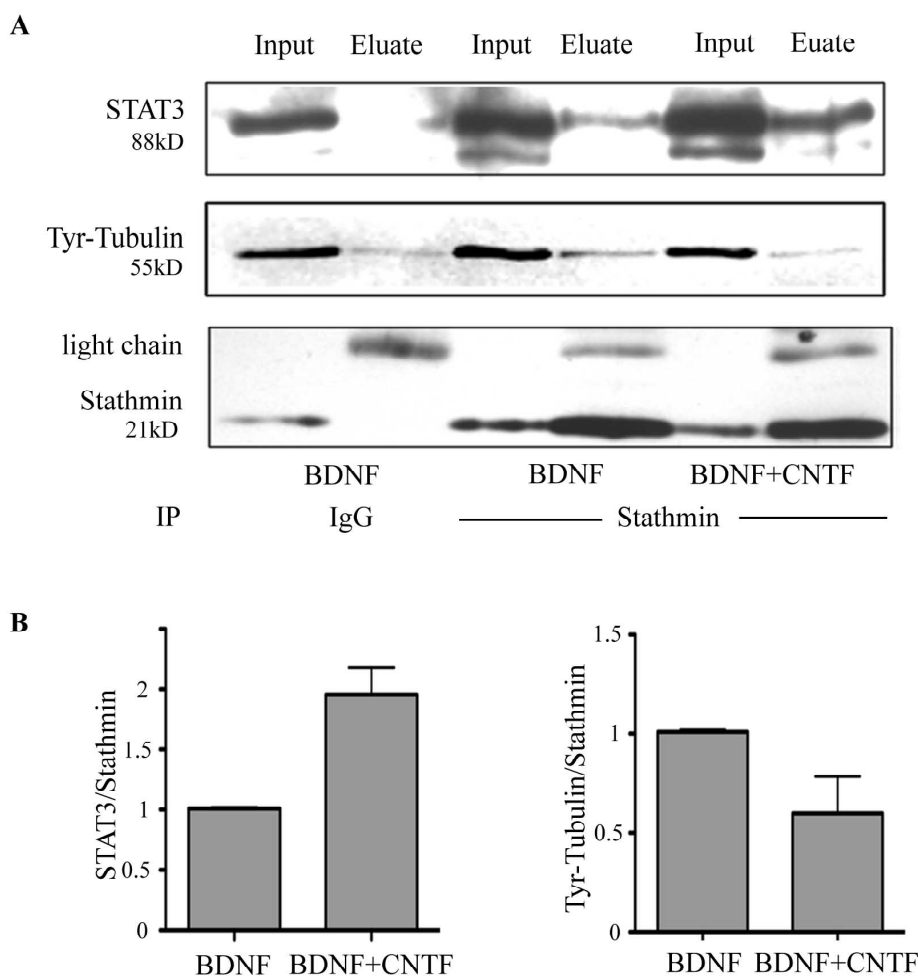 A
Input Eluate Input Eluate Input Euate
STAT3
88kD
Tyr-Tubulin
55kD
light chain
Stathmin
21kD
BDNF BDNF BDNF+CNTF
IP IgG Stathmin
B
STAT3/Stathmin
2
1.5
1
0.5
0
BDNF BDNF+CNTF
Tyr-Tubulin/Stathmin
1.5
1
0.5
0
BDNF BDNF+CNTF